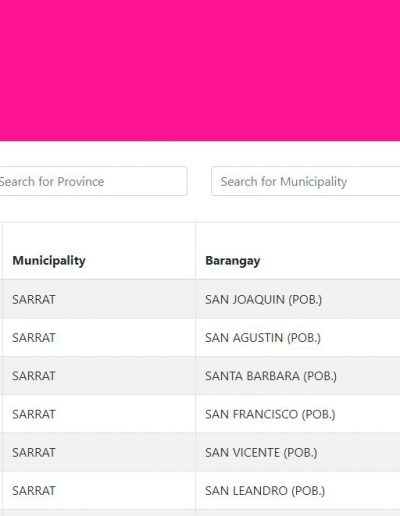 Search for Province Search for Municipality
Municipality Barangay
SARRAT SAN JOAQUIN (POB.)
SARRAT SAN AGUSTIN (POB.)
SARRAT SANTA BARBARA (POB.)
SARRAT SAN FRANCISCO (POB.)
SARRAT SAN VICENTE (POB.)
SARRAT SAN LEANDRO (POB.)